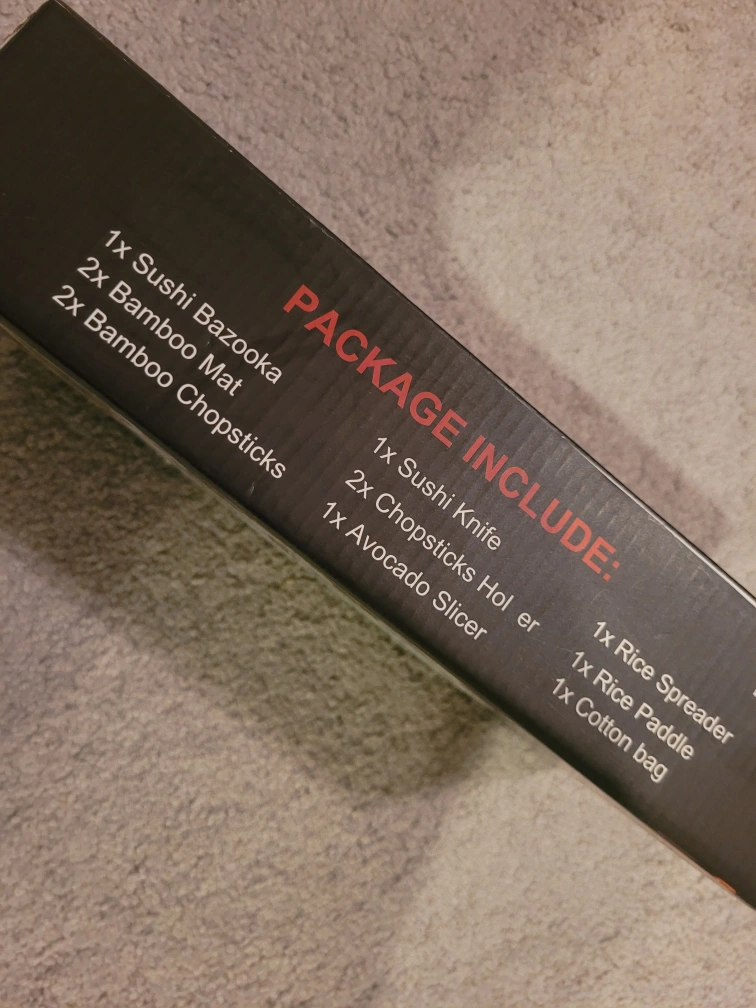 PACKAGE INCLUDE:
1x Sushi Bazooka
2x Bamboo Mat
2x Bamboo Chopsticks
1x Sushi Knife
2x Chopsticks Hol er
1x Avocado Slicer
1x Rice Spreader
1x Rice Paddle
1x Cotton bag